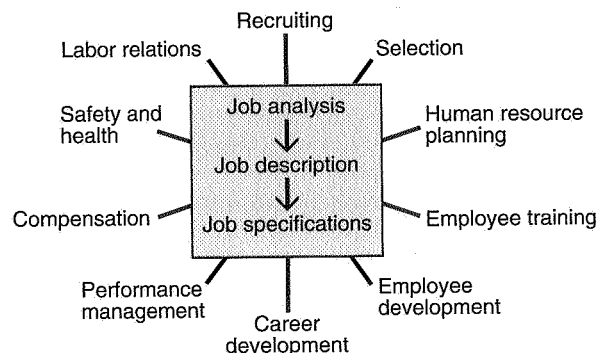 Recruiting
Labor relations
Selection
Job analysis
Safety and
health
Human resource
planning
Job description
Compensation
Job specifications
Employee training
Performance
management
Employee
development
Career
development